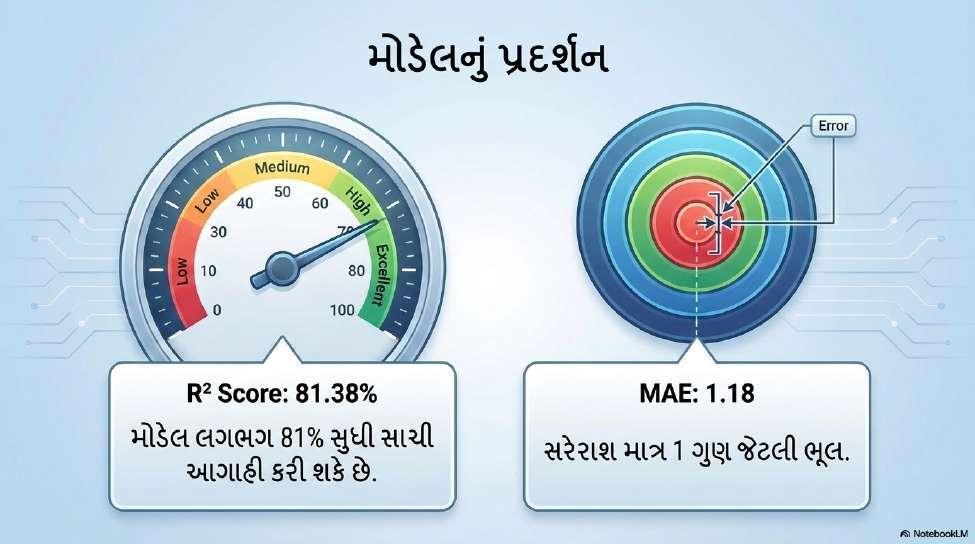 મોડેલનું પ્રદર્શન
Low
Low
Medium
High
Excellent
0
10
30
40
50
60
70
80
100
Error
R² Score: 81.38%
મોડેલ લગભગ 81% સુધી સાચી
આગાહી કરી શકે છે.
MAE: 1.18
સરેરાશ માત્ર 1 ગુણ જેટલી ભૂલ.
NotebookLM